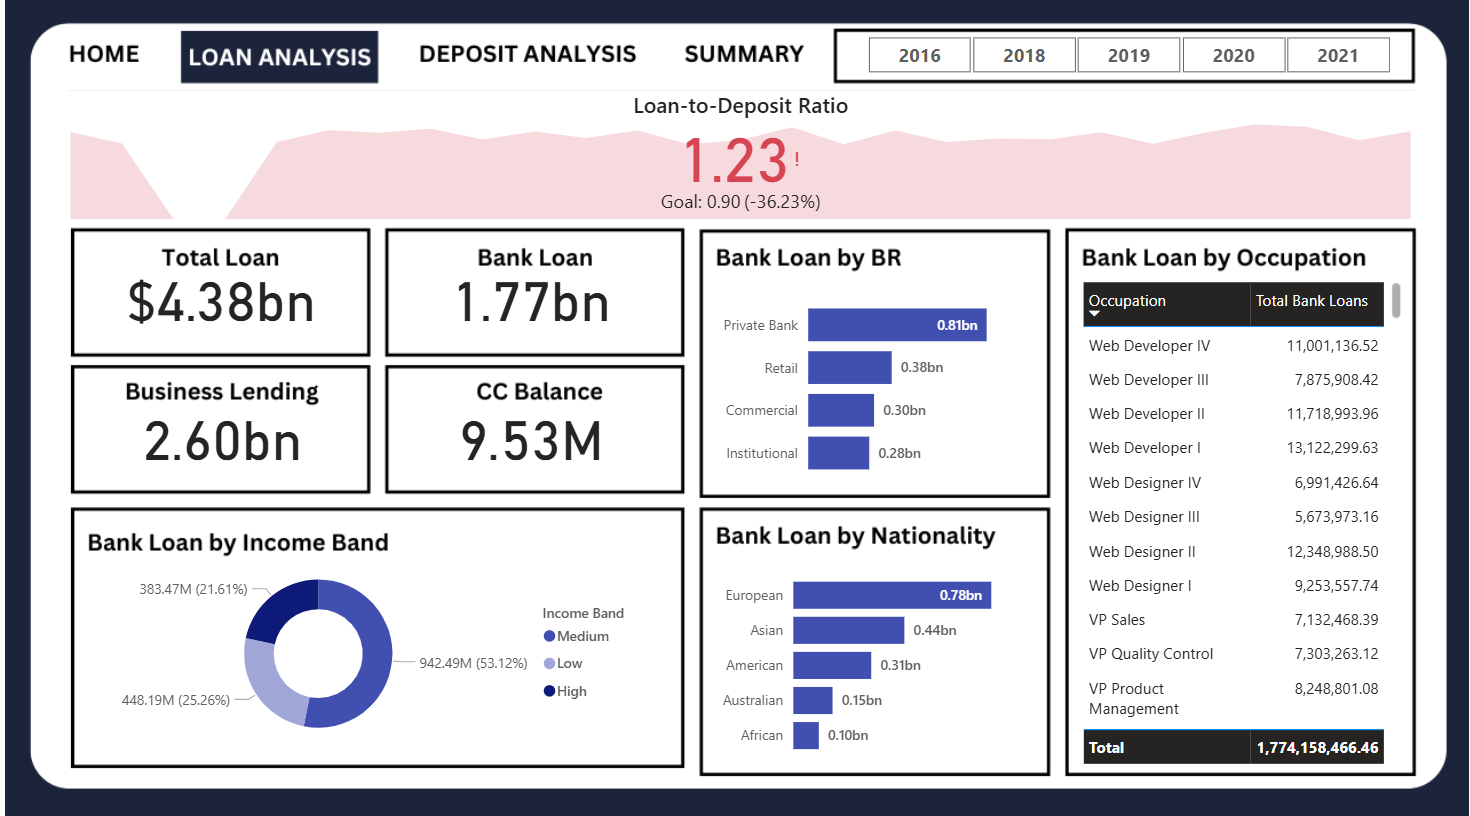 HOME
LOAN ANALYSIS
DEPOSIT ANALYSIS
SUMMARY
2016
2018
2019
2020
2021
Loan-to-Deposit Ratio
1.23!
Goal: 0.90 (-36.23%)
Total Loan
$4.38bn
Bank Loan
1.77bn
Business Lending
2.60bn
CC Balance
9.53M
Bank Loan by BR
Private Bank 0.81bn
Retail 0.38bn
Commercial 0.30bn
Institutional 0.28bn
Bank Loan by Occupation
Occupation Total Bank Loans
Web Developer IV 11,001,136.52
Web Developer III 7,875,908.42
Web Developer II 11,718,993.96
Web Developer I 13,122,299.63
Web Designer IV 6,991,426.64
Web Designer III 5,673,973.16
Web Designer II 12,348,988.50
Web Designer I 9,253,557.74
VP Sales 7,132,468.39
VP Quality Control 7,303,263.12
VP Product 8,248,801.08
Management
Total 1,774,158,466.46
Bank Loan by Income Band
383.47M (21.61%)
942.49M (53.12%)
448.19M (25.26%)
Income Band
Medium
Low
High
Bank Loan by Nationality
European 0.78bn
Asian 0.44bn
American 0.31bn
Australian 0.15bn
African 0.10bn